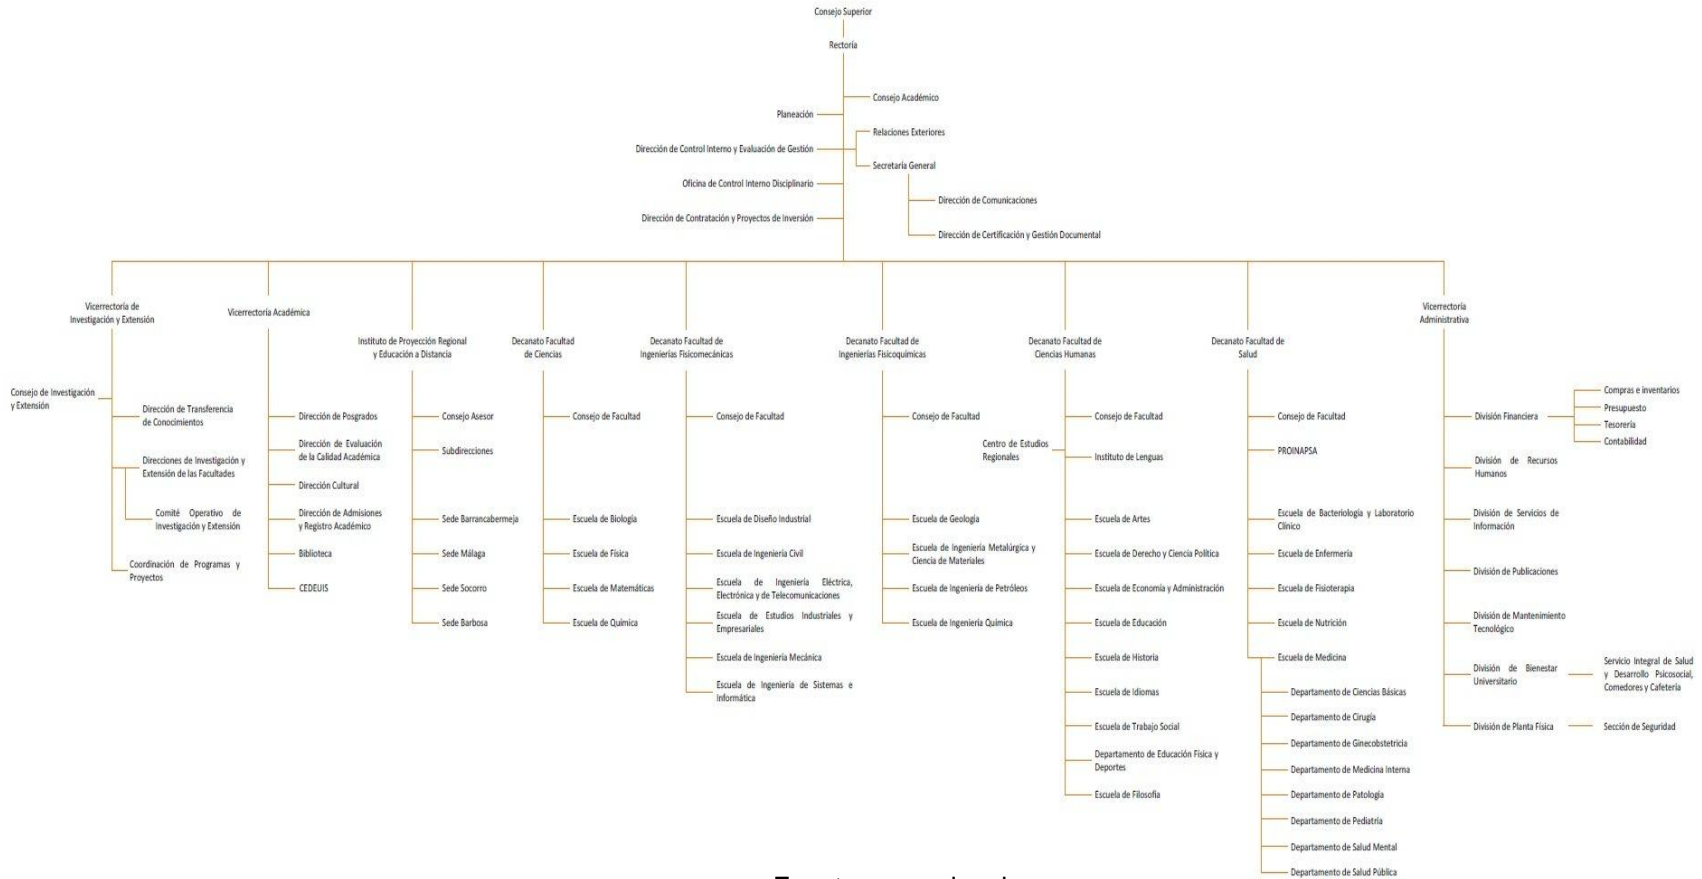 Consejo Superior
Rectoría
Consejo Académico
Planeación
Relaciones Exteriores
Dirección de Control Interno y Evaluación de Gestión
Secretaría General
Oficina de Control Interno Disciplinario
Dirección de Comunicaciones
Dirección de Contratación y Proyectos de Inversión
Dirección de Certificación y Gestión Documental
Vicerrectoría de
Investigación y Extensión
Consejo de Investigación
y Extensión
Dirección de Transferencia
de Conocimientos
Direcciones de Investigación y
Extensión de las Facultades
Comité Operativo de
Investigación y Extensión
Coordinación de Programas y
Proyectos
Vicerrectoría Académica
Dirección de Posgrados
Dirección de Evaluación
de la Calidad Académica
Dirección Cultural
Dirección de Admisiones
y Registro Académico
Biblioteca
CEDEUIS
Instituto de Proyección Regional
y Educación a Distancia
Consejo Asesor
Subdirecciones
Sede Barrancabermeja
Sede Málaga
Sede Socorro
Sede Barbosa
Decanato Facultad
de Ciencias
Consejo de Facultad
Escuela de Biología
Escuela de Física
Escuela de Matemáticas
Escuela de Química
Decanato Facultad de
Ingenierías Fisicomecánicas
Consejo de Facultad
Escuela de Diseño Industrial
Escuela de Ingeniería Civil
Escuela de Ingeniería Eléctrica,
Electrónica y de Telecomunicaciones
Escuela de Estudios Industriales y
Empresariales
Escuela de Ingeniería Mecánica
Escuela de Ingeniería de Sistemas e
Informática
Decanato Facultad de
Ingenierías Fisicoquímicas
Consejo de Facultad
Escuela de Geología
Escuela de Ingeniería Metalúrgica y
Ciencia de Materiales
Escuela de Ingeniería de Petróleos
Escuela de Ingeniería Química
Decanato Facultad de
Ciencias Humanas
Consejo de Facultad
Centro de Estudios
Regionales
Instituto de Lenguas
Escuela de Artes
Escuela de Derecho y Ciencia Política
Escuela de Economía y Administración
Escuela de Educación
Escuela de Historia
Escuela de Idiomas
Escuela de Trabajo Social
Departamento de Educación Física y
Deportes
Escuela de Filosofía
Decanato Facultad de
Salud
Consejo de Facultad
PROINAPSA
Escuela de Bacteriología y Laboratorio
Clínico
Escuela de Enfermería
Escuela de Fisioterapia
Escuela de Nutrición
Escuela de Medicina
Departamento de Ciencias Básicas
Departamento de Cirugía
Departamento de Ginecobstetricia
Departamento de Medicina Interna
Departamento de Patología
Departamento de Pediatría
Departamento de Salud Mental
Departamento de Salud Pública
Vicerrectoría
Administrativa
División Financiera
Compras e inventarios
Presupuesto
Tesorería
Contabilidad
División de Recursos
Humanos
División de Servicios de
Información
División de Publicaciones
División de Mantenimiento
Tecnológico
División de Bienestar
Universitario
Servicio Integral de Salud
y Desarrollo Psicosocial,
Comedores y Cafetería
División de Planta Física
Sección de Seguridad